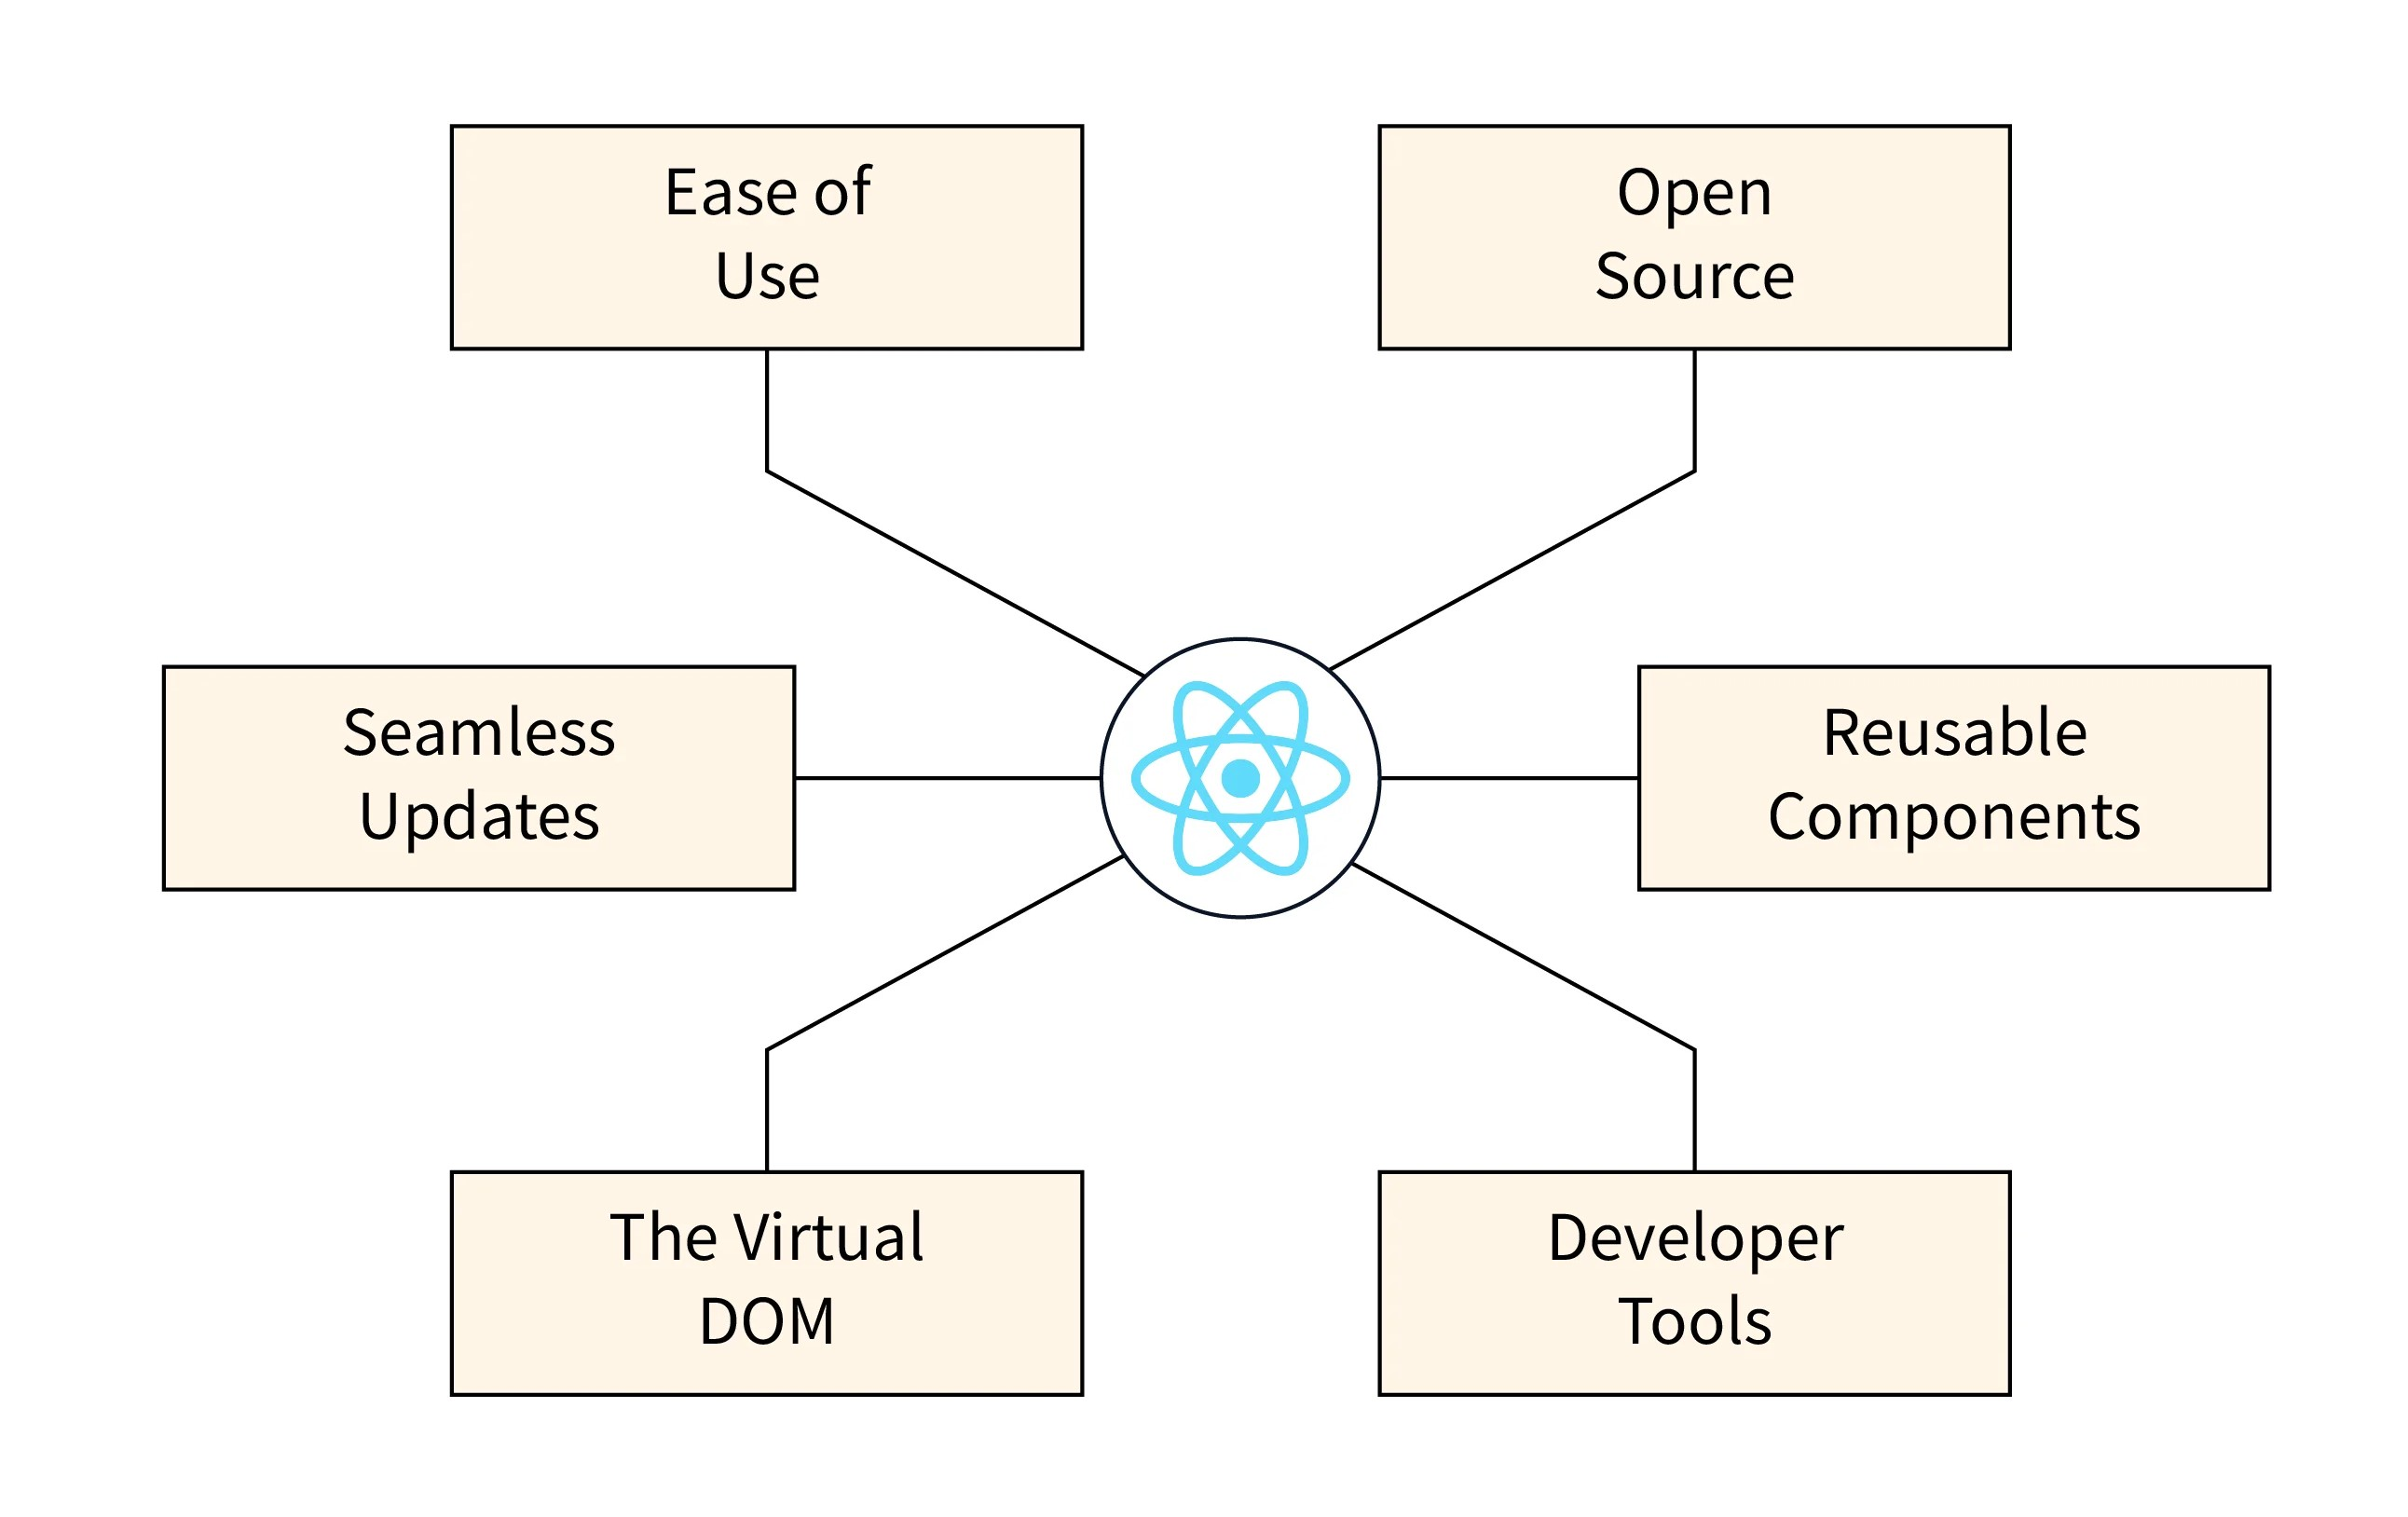 Ease of
Use
Open
Source
Seamless
Updates
Reusable
Components
The Virtual
DOM
Developer
Tools